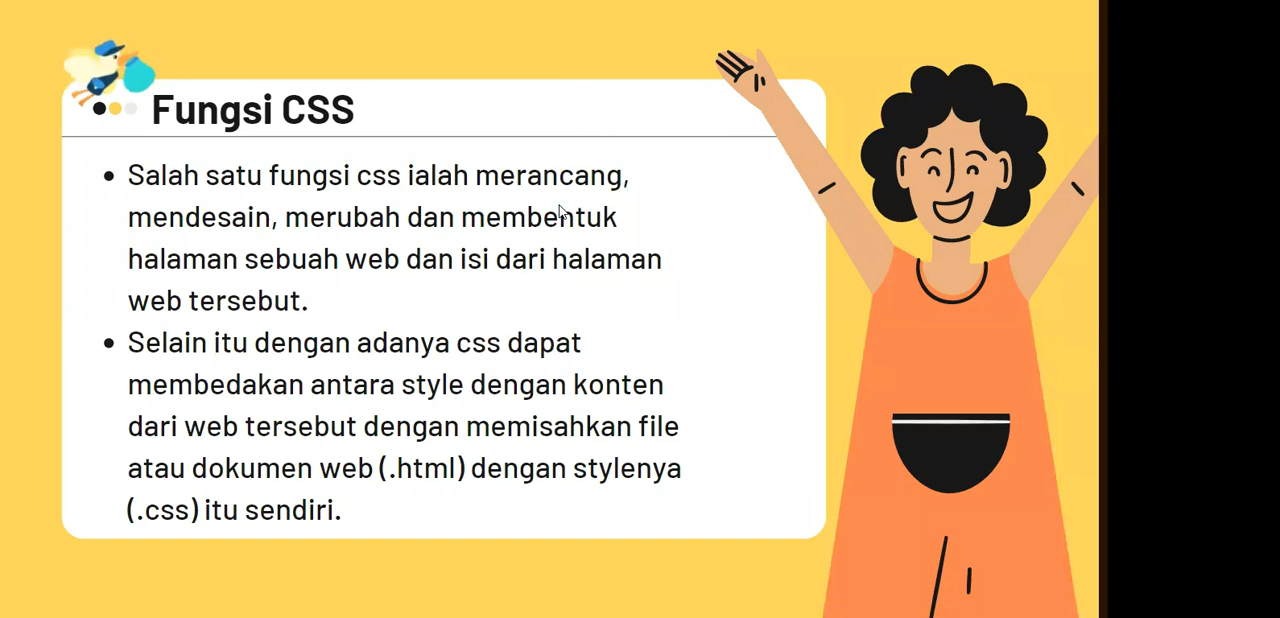 Fungsi CSS
• Salah satu fungsi css ialah merancang,
mendesain, merubah dan membentuk
halaman sebuah web dan isi dari halaman
web tersebut.
• Selain itu dengan adanya css dapat
membedakan antara style dengan konten
dari web tersebut dengan memisahkan file
atau dokumen web (.html) dengan stylenya
(.css) itu sendiri.